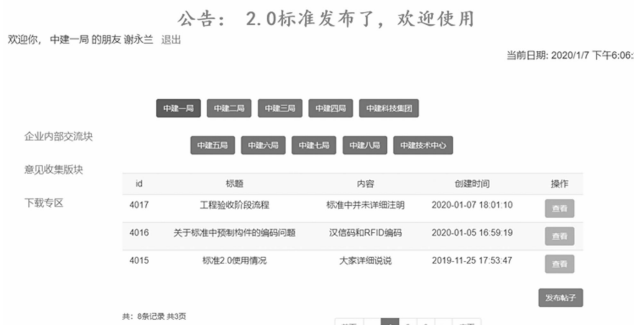 公告： 2.0标准发布了，欢迎使用
欢迎你， 中建一局 的朋友 谢永兰 退出
当前日期: 2020/1/7 下午6:06:
中建一局 中建二局 中建三局 中建四局 中建科技集团
企业内部交流块
中建五局 中建六局 中建七局 中建八局 中建技术中心
意见收集版块
id 标题 内容 创建时间 操作
下载专区
4017 工程验收阶段流程 标准中并未详细注明 2020-01-07 18:01:10 查看
4016 关于标准中预制构件的编码问题 汉信码和RFID编码 2020-01-05 16:59:19 查看
4015 标准2.0使用情况 大家详细说说 2019-11-25 17:53:47 查看
发布帖子
共：8条记录 共3页